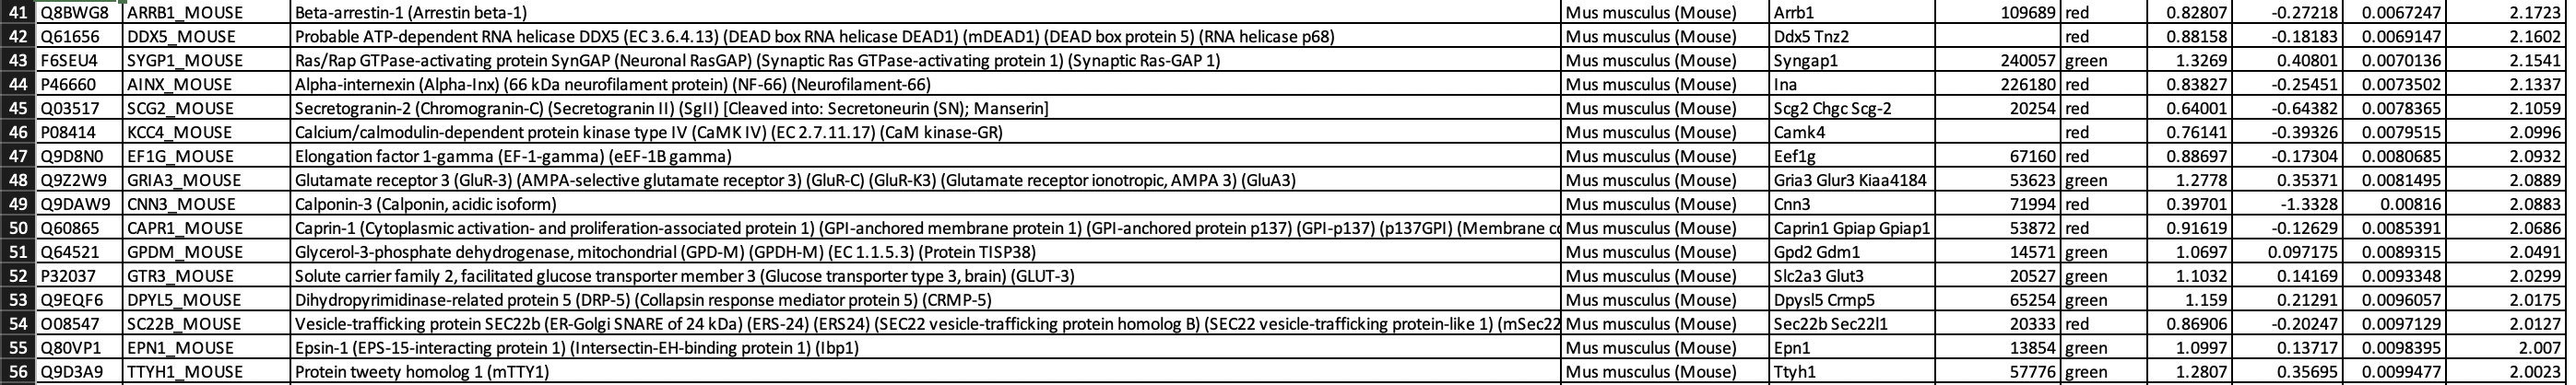 41 Q8BWG8 ARRB1_MOUSE Beta-arrestin-1 (Arrestin beta-1) Mus musculus (Mouse) Arrb1 109689 red 0.82807 -0.27218 0.0067247 2.1723
42 Q61656 DDX5_MOUSE Probable ATP-dependent RNA helicase DDX5 (EC 3.6.4.13) (DEAD box RNA helicase DEAD1) (mDEAD1) (DEAD box protein 5) (RNA helicase p68) Mus musculus (Mouse) Ddx5 Tnz2 red 0.88158 -0.18183 0.0069147 2.1602
43 F6SEU4 SYGP1_MOUSE Ras/Rap GTPase-activating protein SynGAP (Neuronal RasGAP) (Synaptic Ras GTPase-activating protein 1) (Synaptic Ras-GAP 1) Mus musculus (Mouse) Syngap1 240057 green 1.3269 0.40801 0.0070136 2.1541
44 P46660 AINX_MOUSE Alpha-internexin (Alpha-Inx) (66 kDa neurofilament protein) (NF-66) (Neurofilament-66) Mus musculus (Mouse) Ina 226180 red 0.83827 -0.25451 0.0073502 2.1337
45 Q03517 SCG2_MOUSE Secretogranin-2 (Chromogranin-C) (Secretogranin II) (SgII) [Cleaved into: Secretoneurin (SN); Manserin] Mus musculus (Mouse) Scg2 Chgc Scg-2 20254 red 0.64001 -0.64382 0.0078365 2.1059
46 P08414 KCC4_MOUSE Calcium/calmodulin-dependent protein kinase type IV (CaMK IV) (EC 2.7.11.17) (CaM kinase-GR) Mus musculus (Mouse) Camk4 red 0.76141 -0.39326 0.0079515 2.0996
47 Q9D8N0 EF1G_MOUSE Elongation factor 1-gamma (EF-1-gamma) (eEF-1B gamma) Mus musculus (Mouse) Eef1g 67160 red 0.88697 -0.17304 0.0080685 2.0932
48 Q9Z2W9 GRIA3_MOUSE Glutamate receptor 3 (GluR-3) (AMPA-selective glutamate receptor 3) (GluR-C) (GluR-K3) (Glutamate receptor ionotropic, AMPA 3) (GluA3) Mus musculus (Mouse) Gria3 Glur3 Kiaa4184 53623 green 1.2778 0.35371 0.0081495 2.0889
49 Q9DAW9 CNN3_MOUSE Calponin-3 (Calponin, acidic isoform) Mus musculus (Mouse) Cnn3 71994 red 0.39701 -1.3328 0.00816 2.0883
50 Q60865 CAPR1_MOUSE Caprin-1 (Cytoplasmic activation- and proliferation-associated protein 1) (GPI-anchored membrane protein 1) (GPI-anchored protein p137) (GPI-p137) (p137GPI) (Membrane co Mus musculus (Mouse) Caprin1 Gpiap Gpiap1 53872 red 0.91619 -0.12629 0.0085391 2.0686
51 Q64521 GPDM_MOUSE Glycerol-3-phosphate dehydrogenase, mitochondrial (GPD-M) (GPDH-M) (EC 1.1.5.3) (Protein TISP38) Mus musculus (Mouse) Gpd2 Gdm1 14571 green 1.0697 0.097175 0.0089315 2.0491
52 P32037 GTR3_MOUSE Solute carrier family 2, facilitated glucose transporter member 3 (Glucose transporter type 3, brain) (GLUT-3) Mus musculus (Mouse) Slc2a3 Glut3 20527 green 1.1032 0.14169 0.0093348 2.0299
53 Q9EQF6 DPYL5_MOUSE Dihydropyrimidinase-related protein 5 (DRP-5) (Collapsin response mediator protein 5) (CRMP-5) Mus musculus (Mouse) Dpysl5 Crmp5 65254 green 1.159 0.21291 0.0096057 2.0175
54 O08547 SC22B_MOUSE Vesicle-trafficking protein SEC22b (ER-Golgi SNARE of 24 kDa) (ERS-24) (ERS24) (SEC22 vesicle-trafficking protein homolog B) (SEC22 vesicle-trafficking protein-like 1) (mSec22 Mus musculus (Mouse) Sec22b Sec22l1 20333 red 0.86906 -0.20247 0.0097129 2.0127
55 Q80VP1 EPN1_MOUSE Epsin-1 (EPS-15-interacting protein 1) (Intersectin-EH-binding protein 1) (Ibp1) Mus musculus (Mouse) Epn1 13854 green 1.0997 0.13717 0.0098395 2.007
56 Q9D3A9 TTYH1_MOUSE Protein tweety homolog 1 (mTTY1) Mus musculus (Mouse) Ttyh1 57776 green 1.2807 0.35695 0.0099477 2.0023